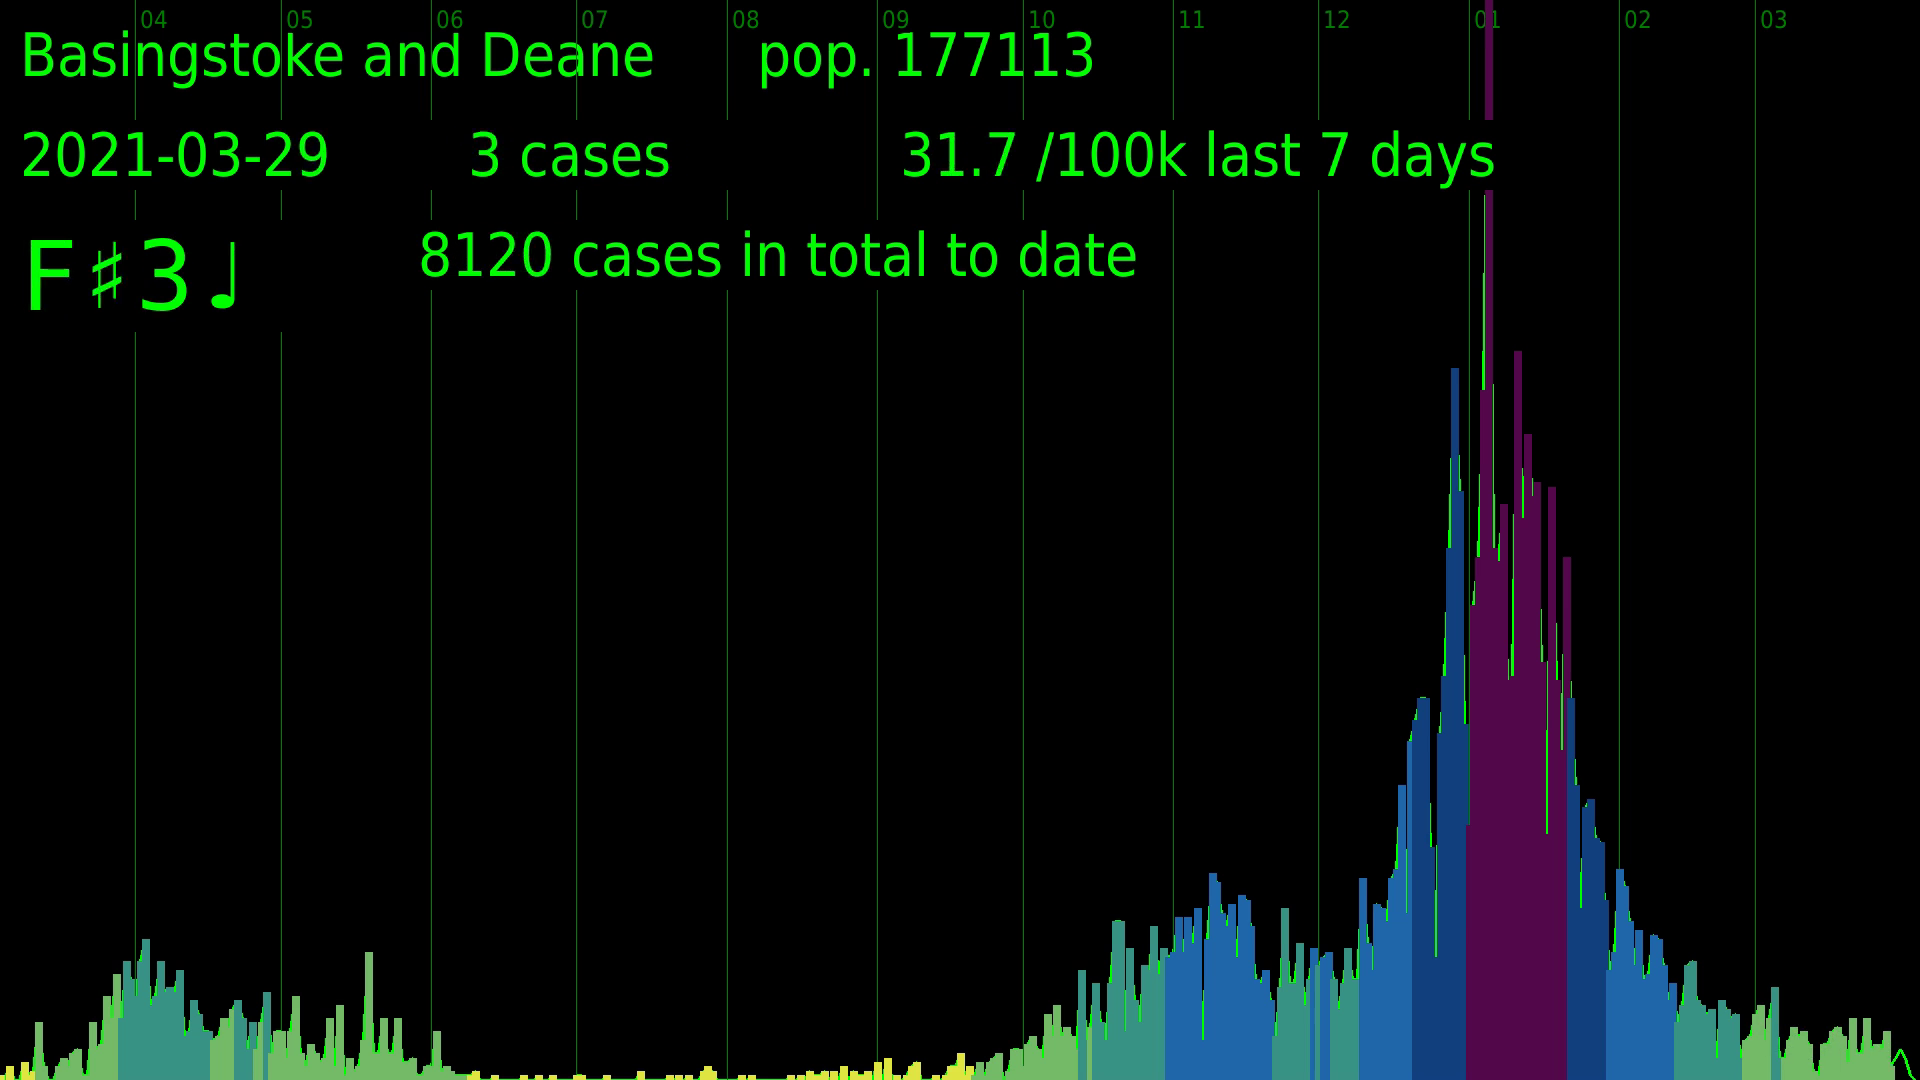 04 05 06 07 08 09 10 11 12 01 02 03
Basingstoke and Deane pop. 177113
2021-03-29 3 cases 31.7 /100k last 7 days
F♯3♩ 8120 cases in total to date